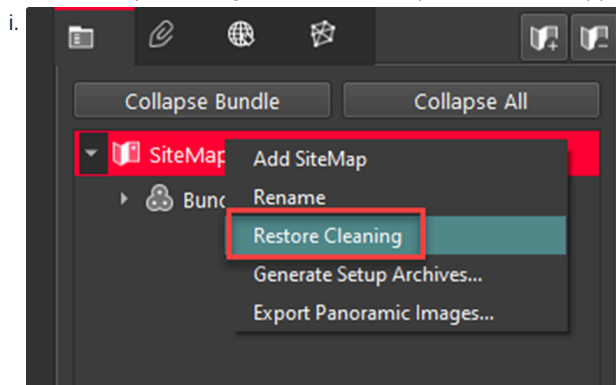 i.
Collapse Bundle Collapse All
SiteMap
Add SiteMap
Rename
Restore Cleaning
Generate Setup Archives...
Export Panoramic Images...